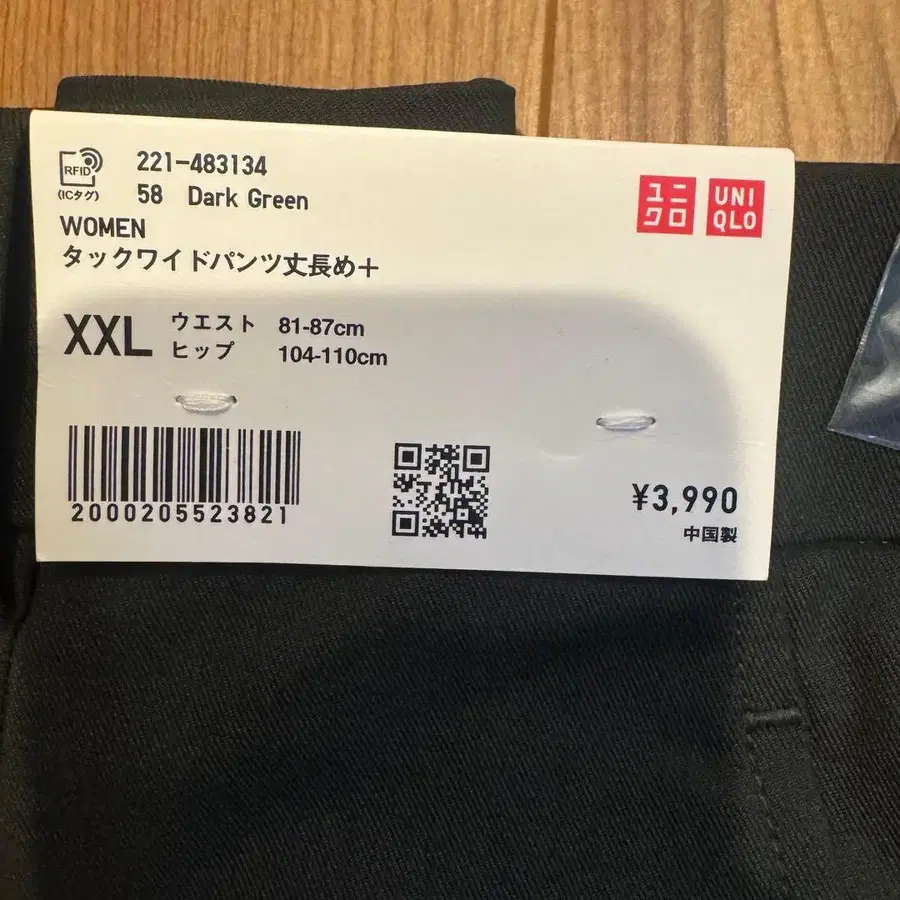 RFID
(ICタグ)
221-483134
58 Dark Green
WOMEN
タックワイドパンツ丈長め＋
ユニ
クロ
UNI
QLO
XXL
ウエスト 81-87cm
ヒップ 104-110cm
2000205523821
¥3,990
中国製